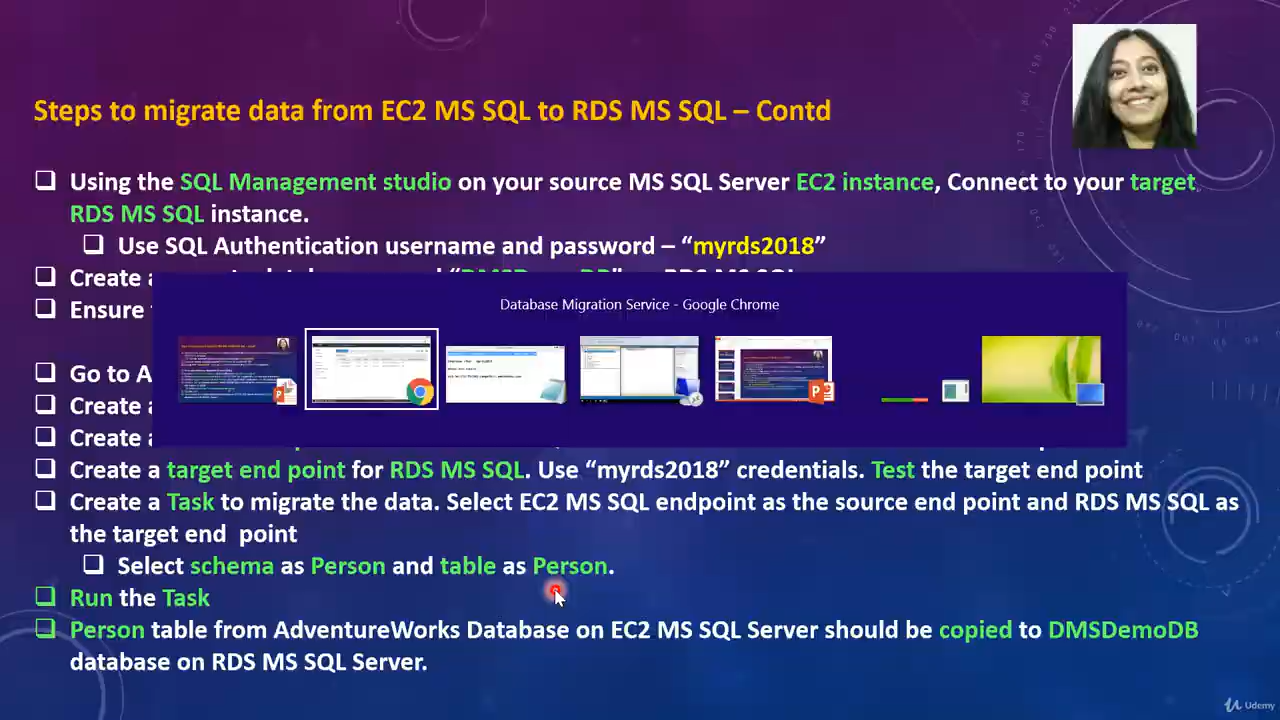 Steps to migrate data from EC2 MS SQL to RDS MS SQL – Contd
❑ Using the SQL Management studio on your source MS SQL Server EC2 instance, Connect to your target
RDS MS SQL instance.
❑ Use SQL Authentication username and password – “myrds2018”
❑ Create
❑ Ensure
Database Migration Service - Google Chrome
❑ Go to
❑ Create
❑ Create
❑ Create a target end point for RDS MS SQL. Use “myrds2018” credentials. Test the target end point
❑ Create a Task to migrate the data. Select EC2 MS SQL endpoint as the source end point and RDS MS SQL as
the target end point
❑ Select schema as Person and table as Person.
❑ Run the Task
❑ Person table from AdventureWorks Database on EC2 MS SQL Server should be copied to DMSDemoDB
database on RDS MS SQL Server.
Udemy